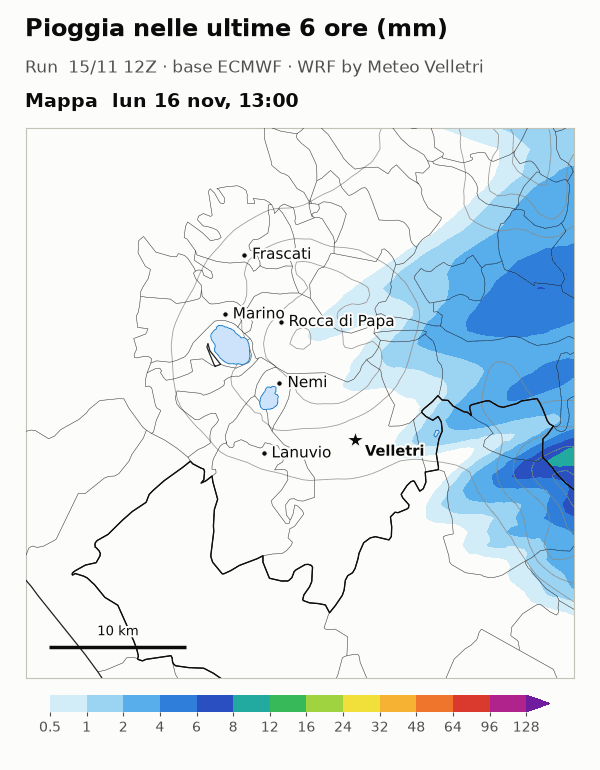 Pioggia nelle ultime 6 ore (mm)
Run  15/11 12Z · base ECMWF · WRF by Meteo Velletri
Mappa  lun 16 nov, 13:00
Frascati
Marino
Rocca di Papa
Nemi
Velletri
Lanuvio
10 km
0.5 1 2 4 6 8 12 16 24 32 48 64 96 128